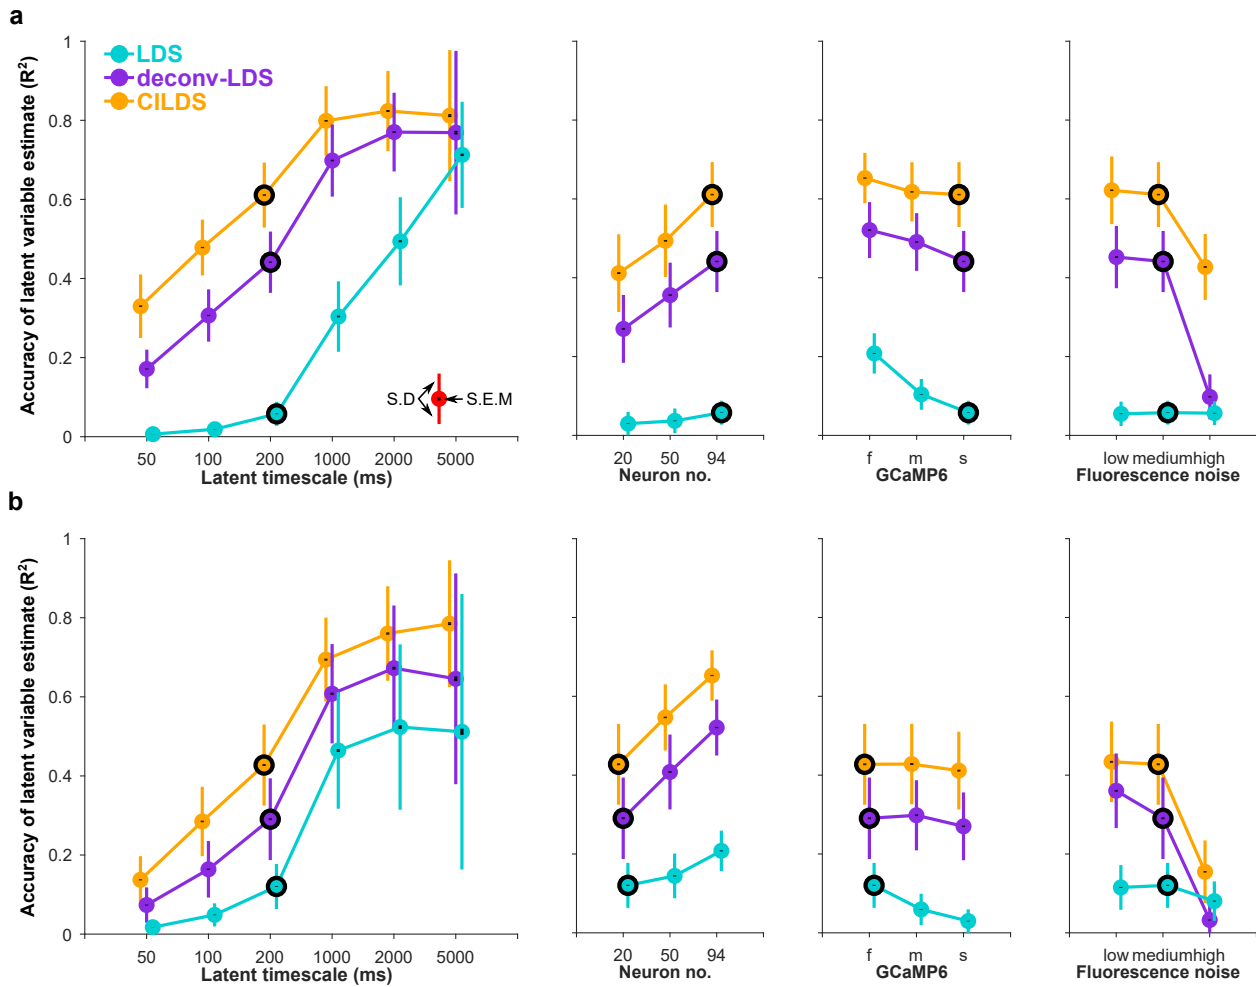 a
Accuracy of latent variable estimate (R²)
1
0.8
0.6
0.4
0.2
0
LDS
deconv-LDS
CILDS
S.D
S.E.M
50 100 200 1000 2000 5000
Latent timescale (ms)
20 50 94
Neuron no.
f m s
GCaMP6
low medium high
Fluorescence noise
b
Accuracy of latent variable estimate (R²)
1
0.8
0.6
0.4
0.2
0
50 100 200 1000 2000 5000
Latent timescale (ms)
20 50 94
Neuron no.
f m s
GCaMP6
low medium high
Fluorescence noise